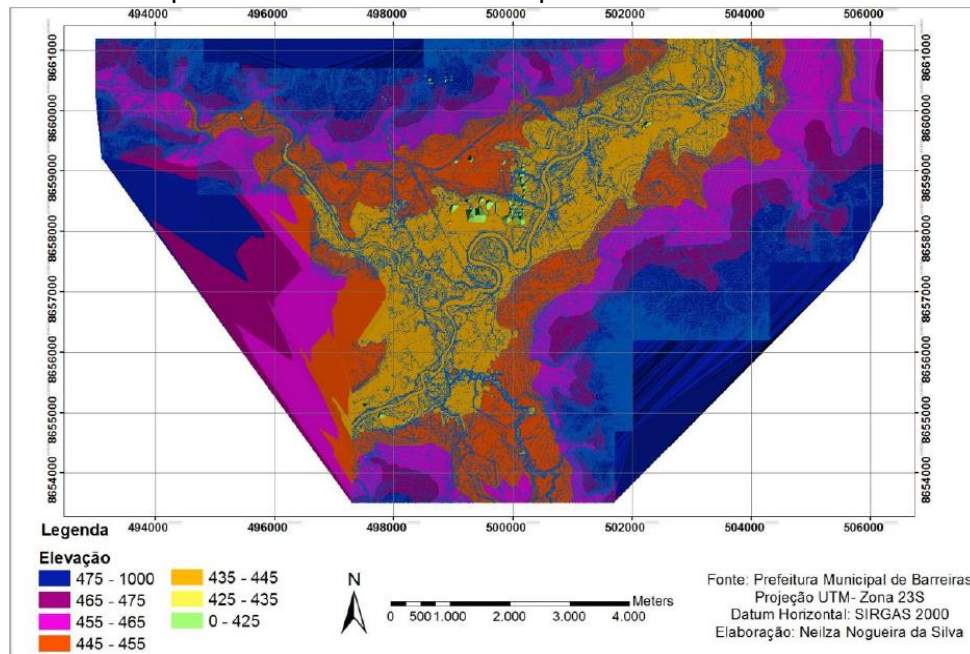 494000 496000 498000 500000 502000 504000 506000
8661000 8661000
8660000 8660000
8659000 8659000
8658000 8658000
8657000 8657000
8656000 8656000
8655000 8655000
8654000 8654000
494000 496000 498000 500000 502000 504000 506000
Legenda
Elevação
475 - 1000
465 - 475
455 - 465
445 - 455
435 - 445
425 - 435
0 - 425
N
Meters
0 500 1.000 2.000 3.000 4.000
Fonte: Prefeitura Municipal de Barreiras
Projeção UTM- Zona 23S
Datum Horizontal: SIRGAS 2000
Elaboração: Neilza Nogueira da Silva